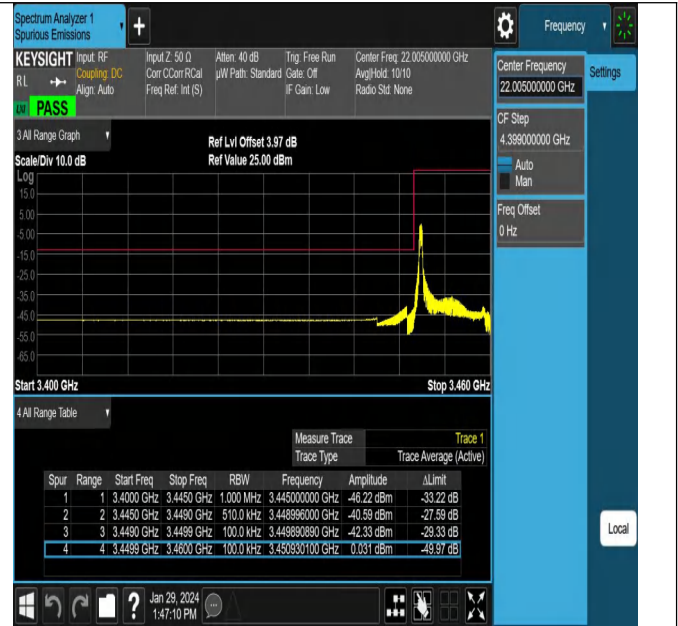 Spectrum Analyzer 1
Spurious Emissions
Frequency
KEYSIGHT
Input: RF
Coupling: DC
Align: Auto
Input Z: 50 Ω
Corr CCorr RCal
Freq Ref: Int (S)
Atten: 40 dB
µW Path: Standard
Trig: Free Run
Gate: Off
IF Gain: Low
Center Freq: 22.005000000 GHz
Avg|Hold: 10/10
Radio Std: None
RL
LXI
PASS
Center Frequency
22.005000000 GHz
Settings
CF Step
4.399000000 GHz
Auto
Man
Freq Offset
0 Hz
3 All Range Graph
Scale/Div 10.0 dB
Ref Lvl Offset 3.97 dB
Ref Value 25.00 dBm
Log
15.0
5.00
-5.00
-15.0
-25.0
-35.0
-45.0
-55.0
-65.0
Start 3.400 GHz
Stop 3.460 GHz
4 All Range Table
Measure Trace Trace 1
Trace Type Trace Average (Active)
Spur Range Start Freq Stop Freq RBW Frequency Amplitude ΔLimit
1 1 3.4000 GHz 3.4450 GHz 1.000 MHz 3.445000000 GHz -46.22 dBm -33.22 dB
2 2 3.4450 GHz 3.4490 GHz 510.0 kHz 3.448996000 GHz -40.59 dBm -27.59 dB
3 3 3.4490 GHz 3.4499 GHz 100.0 kHz 3.449890890 GHz -42.33 dBm -29.33 dB
4 4 3.4499 GHz 3.4600 GHz 100.0 kHz 3.450930100 GHz 0.031 dBm -49.97 dB
Local
?
Jan 29, 2024
1:47:10 PM